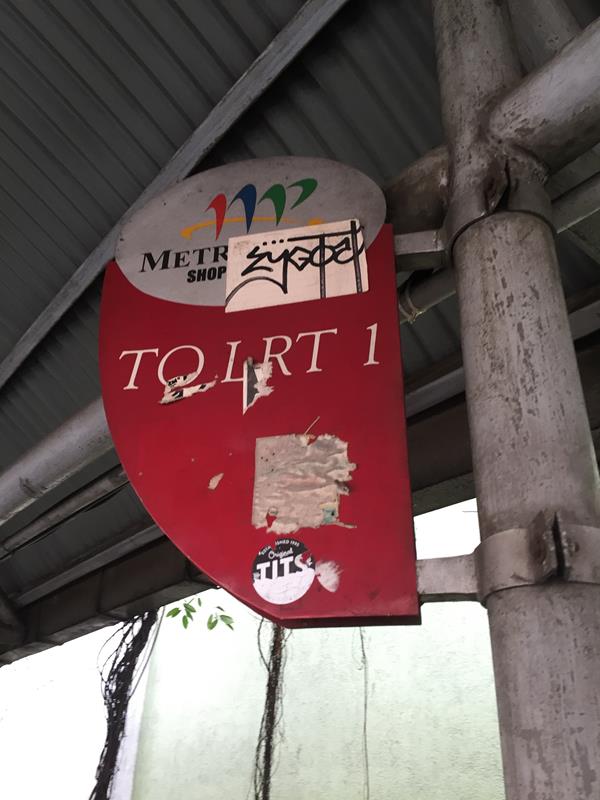 METR
SHOP
TO LRT 1
Original
TITS